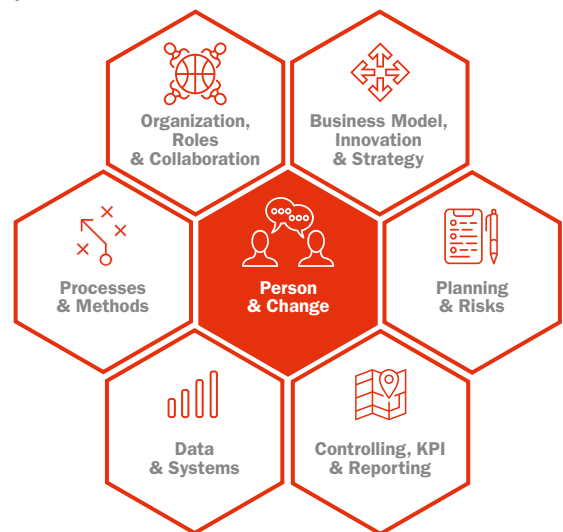 Organization,
Roles
& Collaboration
Business Model,
Innovation
& Strategy
Processes
& Methods
Person
& Change
Planning
& Risks
Data
& Systems
Controlling, KPI
& Reporting